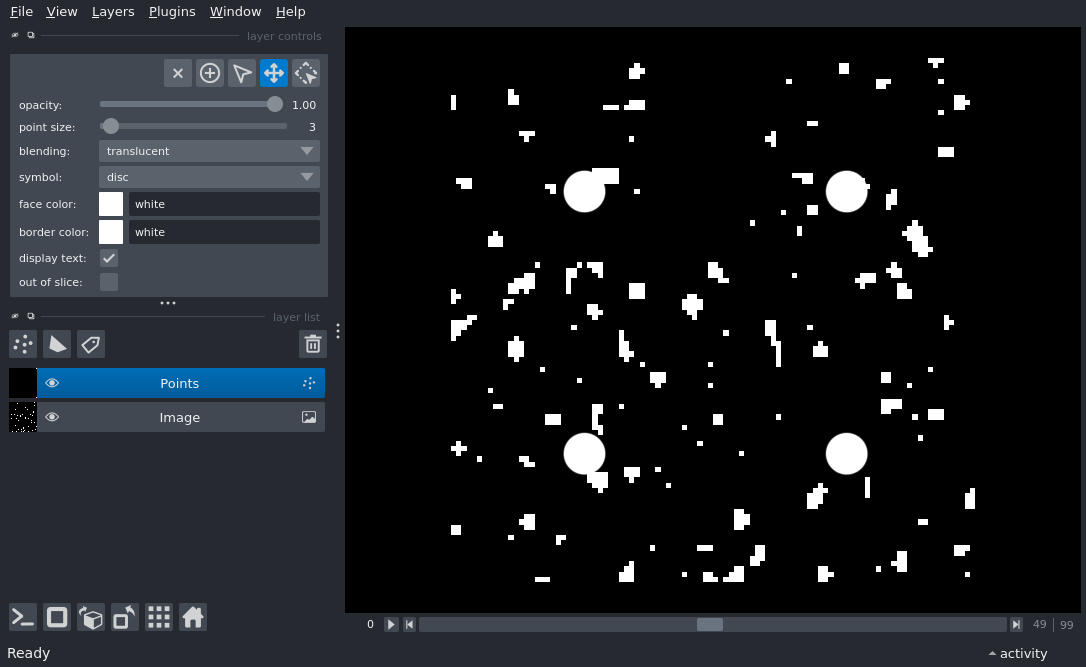 File View Layers Plugins Window Help
layer controls
opacity: 1.00
point size: 3
blending: translucent
symbol: disc
face color: white
border color: white
display text:
out of slice:
layer list
Points
Image
0 49 99
Ready activity